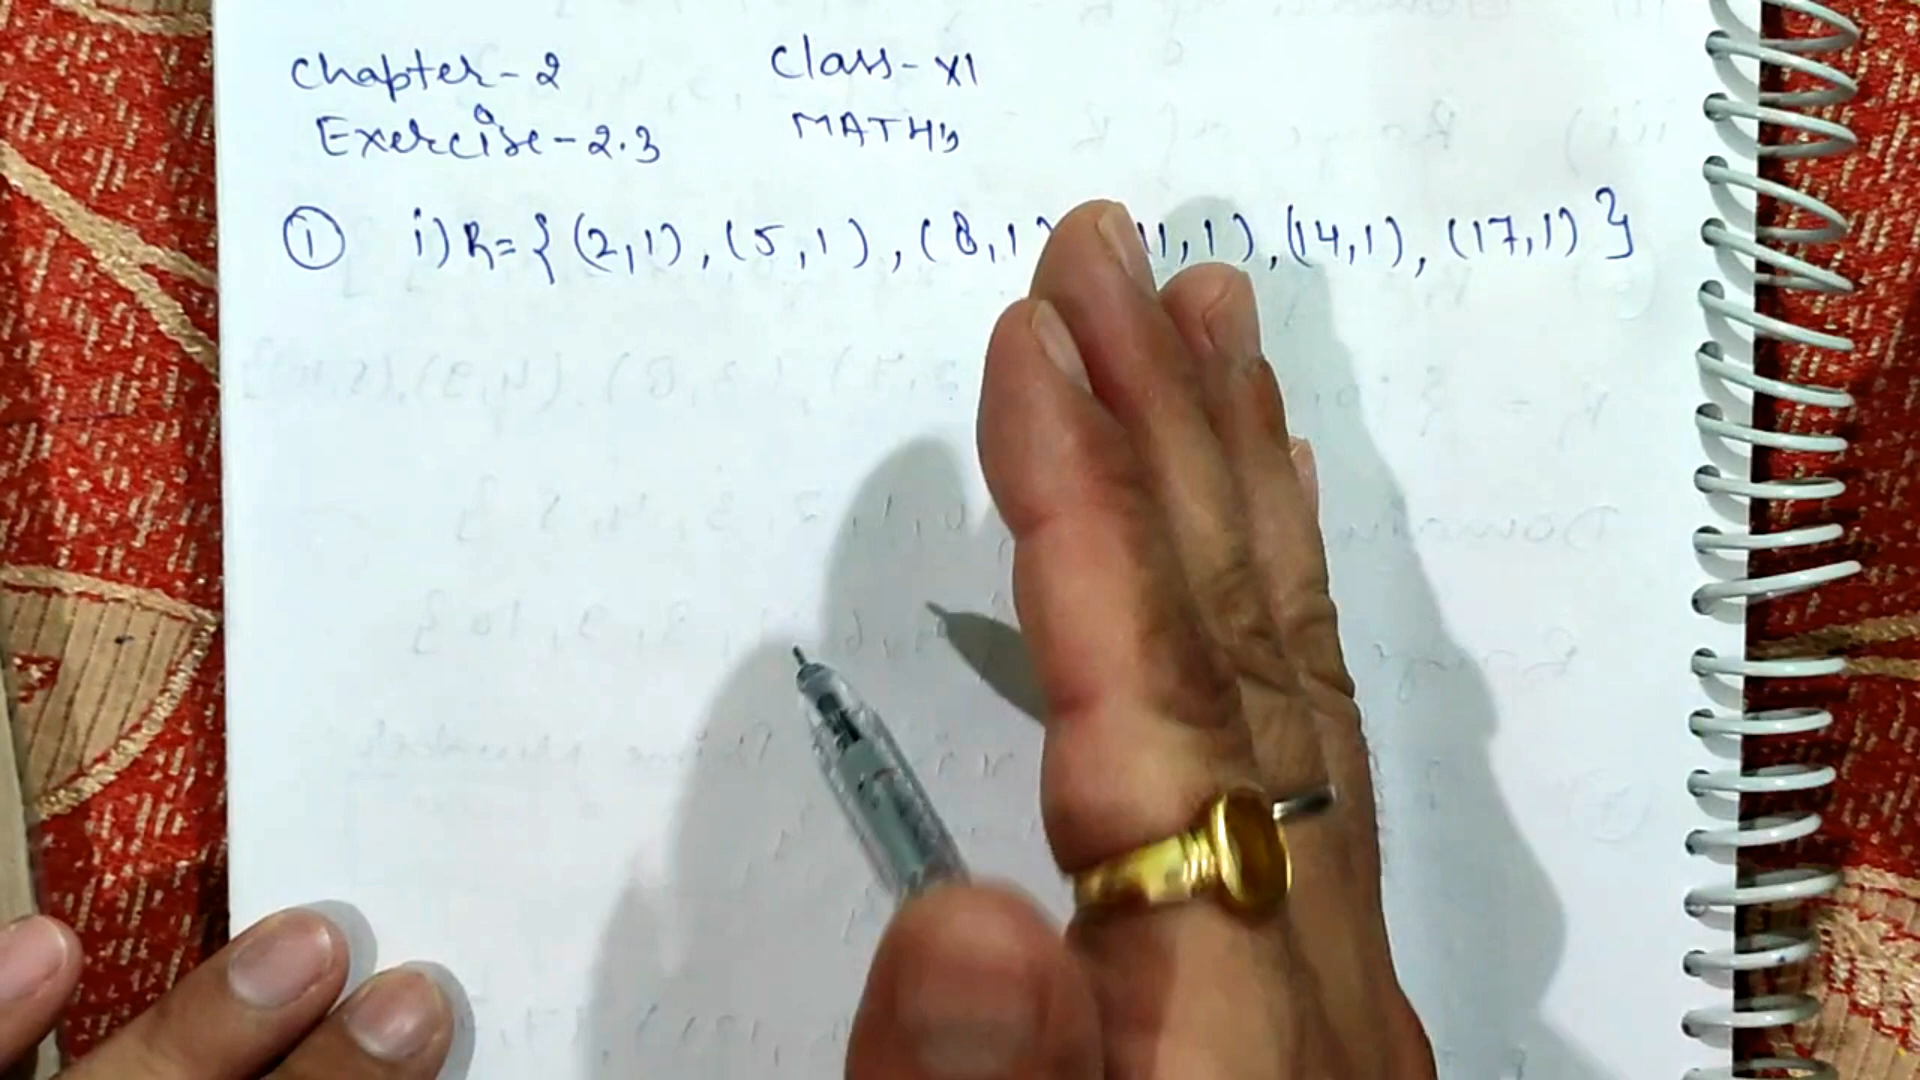 Chapter-2 Class-XI
Exercise-2.3 MATHS
① i) R = { (2,1), (5,1), (8,1 11,1), (14,1), (17,1) }